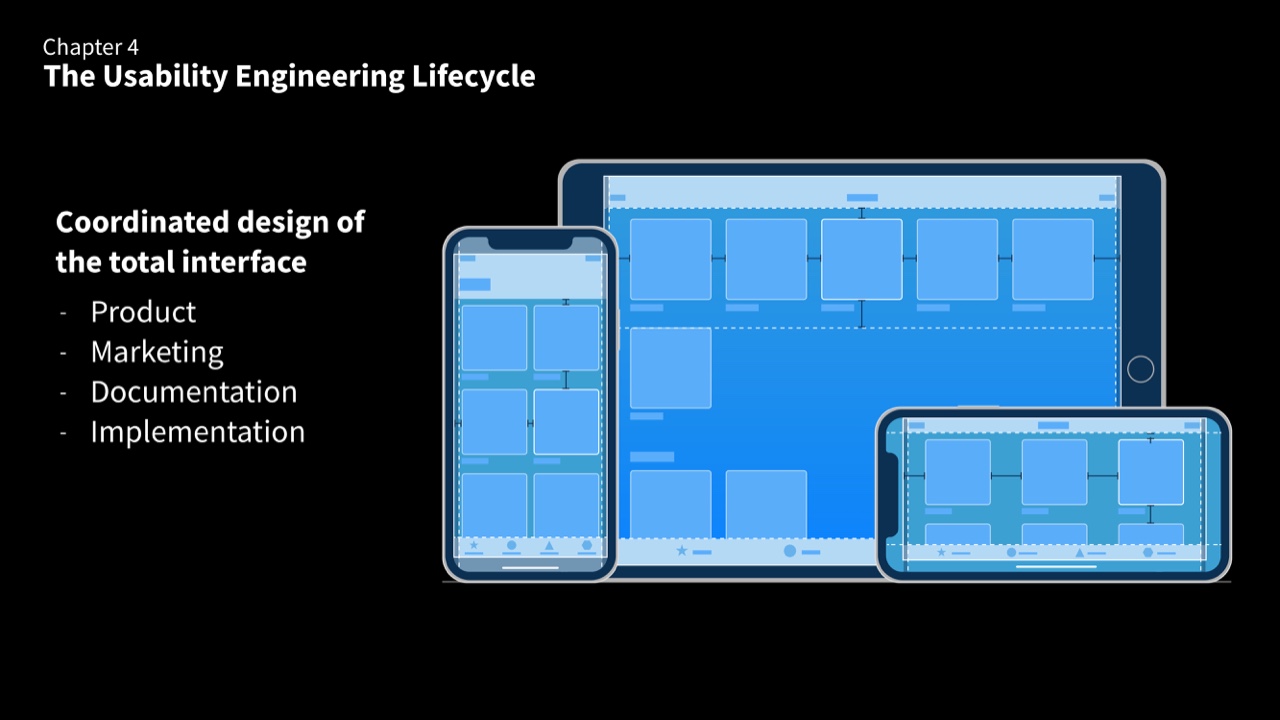 Chapter 4
The Usability Engineering Lifecycle
Coordinated design of
the total interface
- Product
- Marketing
- Documentation
- Implementation